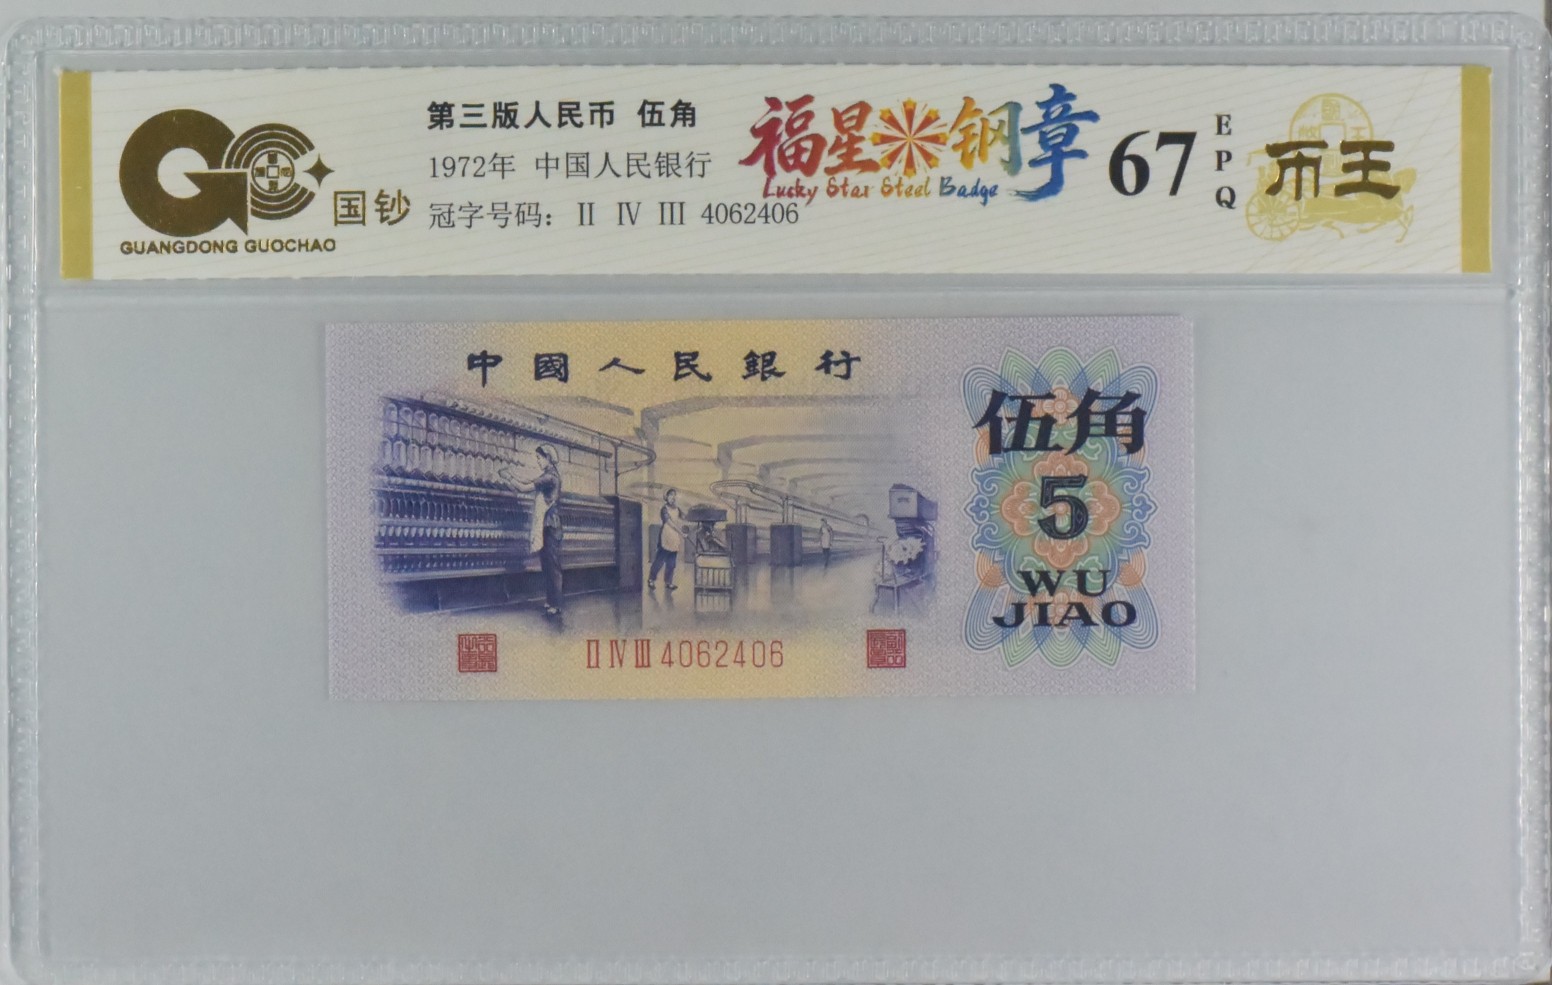 国钞
GUANGDONG GUOCHAO
第三版人民币 伍角
1972年 中国人民银行
冠字号码: Ⅱ Ⅳ Ⅲ 4062406
福星钢章
Lucky Star Steel Badge
67
EPQ
币王
中國人民銀行
伍角
5
WU
JIAO
Ⅱ Ⅳ Ⅲ 4062406